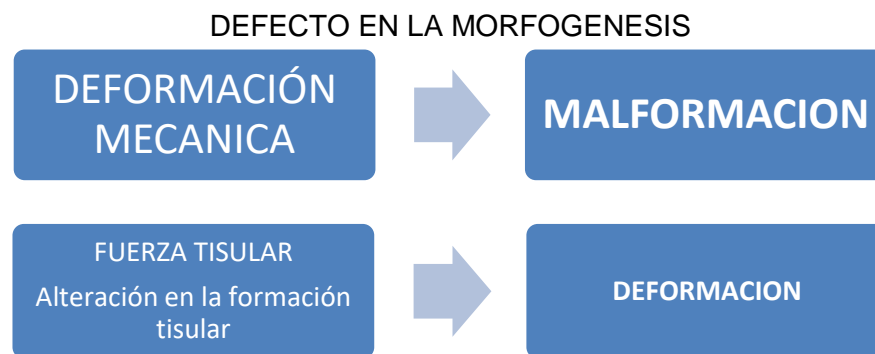 DEFECTO EN LA MORFOGENESIS
DEFORMACIÓN
MECANICA
MALFORMACION
FUERZA TISULAR
Alteración en la formación
tisular
DEFORMACION